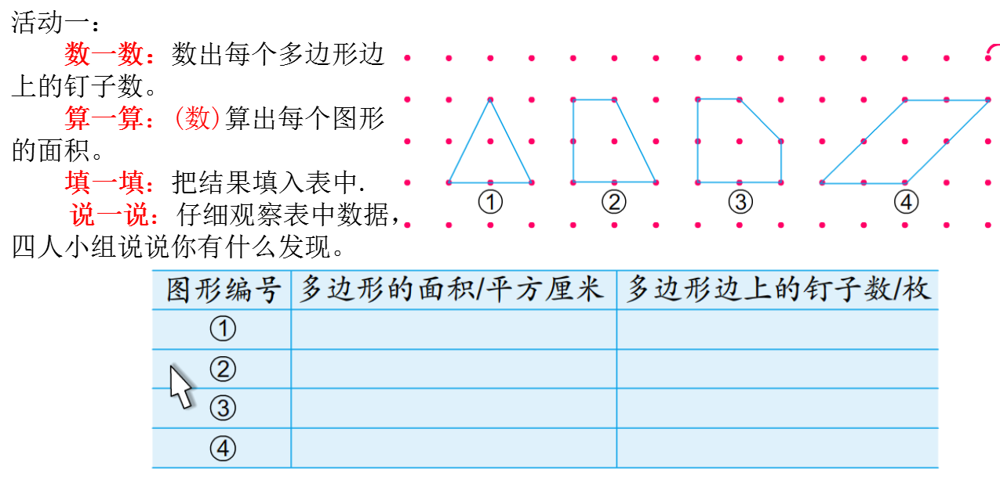 活动一：
数一数：数出每个多边形边
上的钉子数。
算一算：(数)算出每个图形
的面积。
填一填：把结果填入表中.
说一说：仔细观察表中数据，
四人小组说说你有什么发现。
① ② ③ ④
图形编号 多边形的面积/平方厘米 多边形边上的钉子数/枚
①
②
③
④